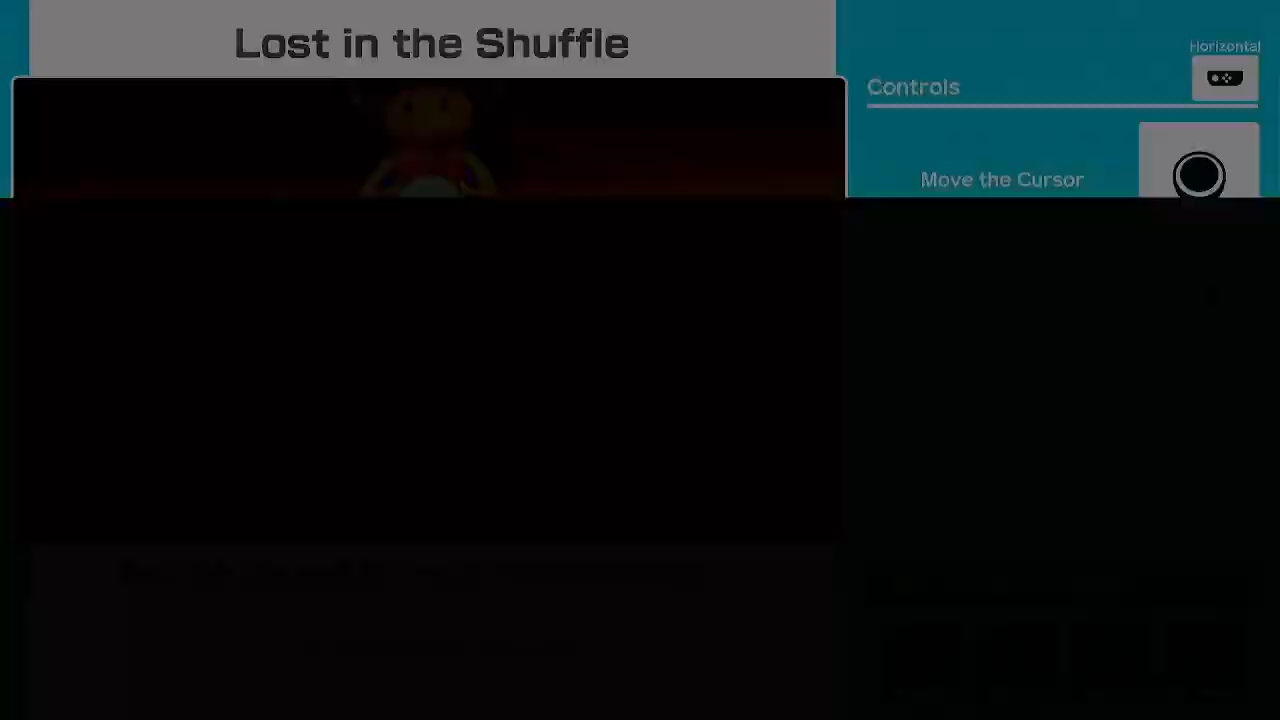 Lost in the Shuffle
Horizontal
Controls
Move the Cursor